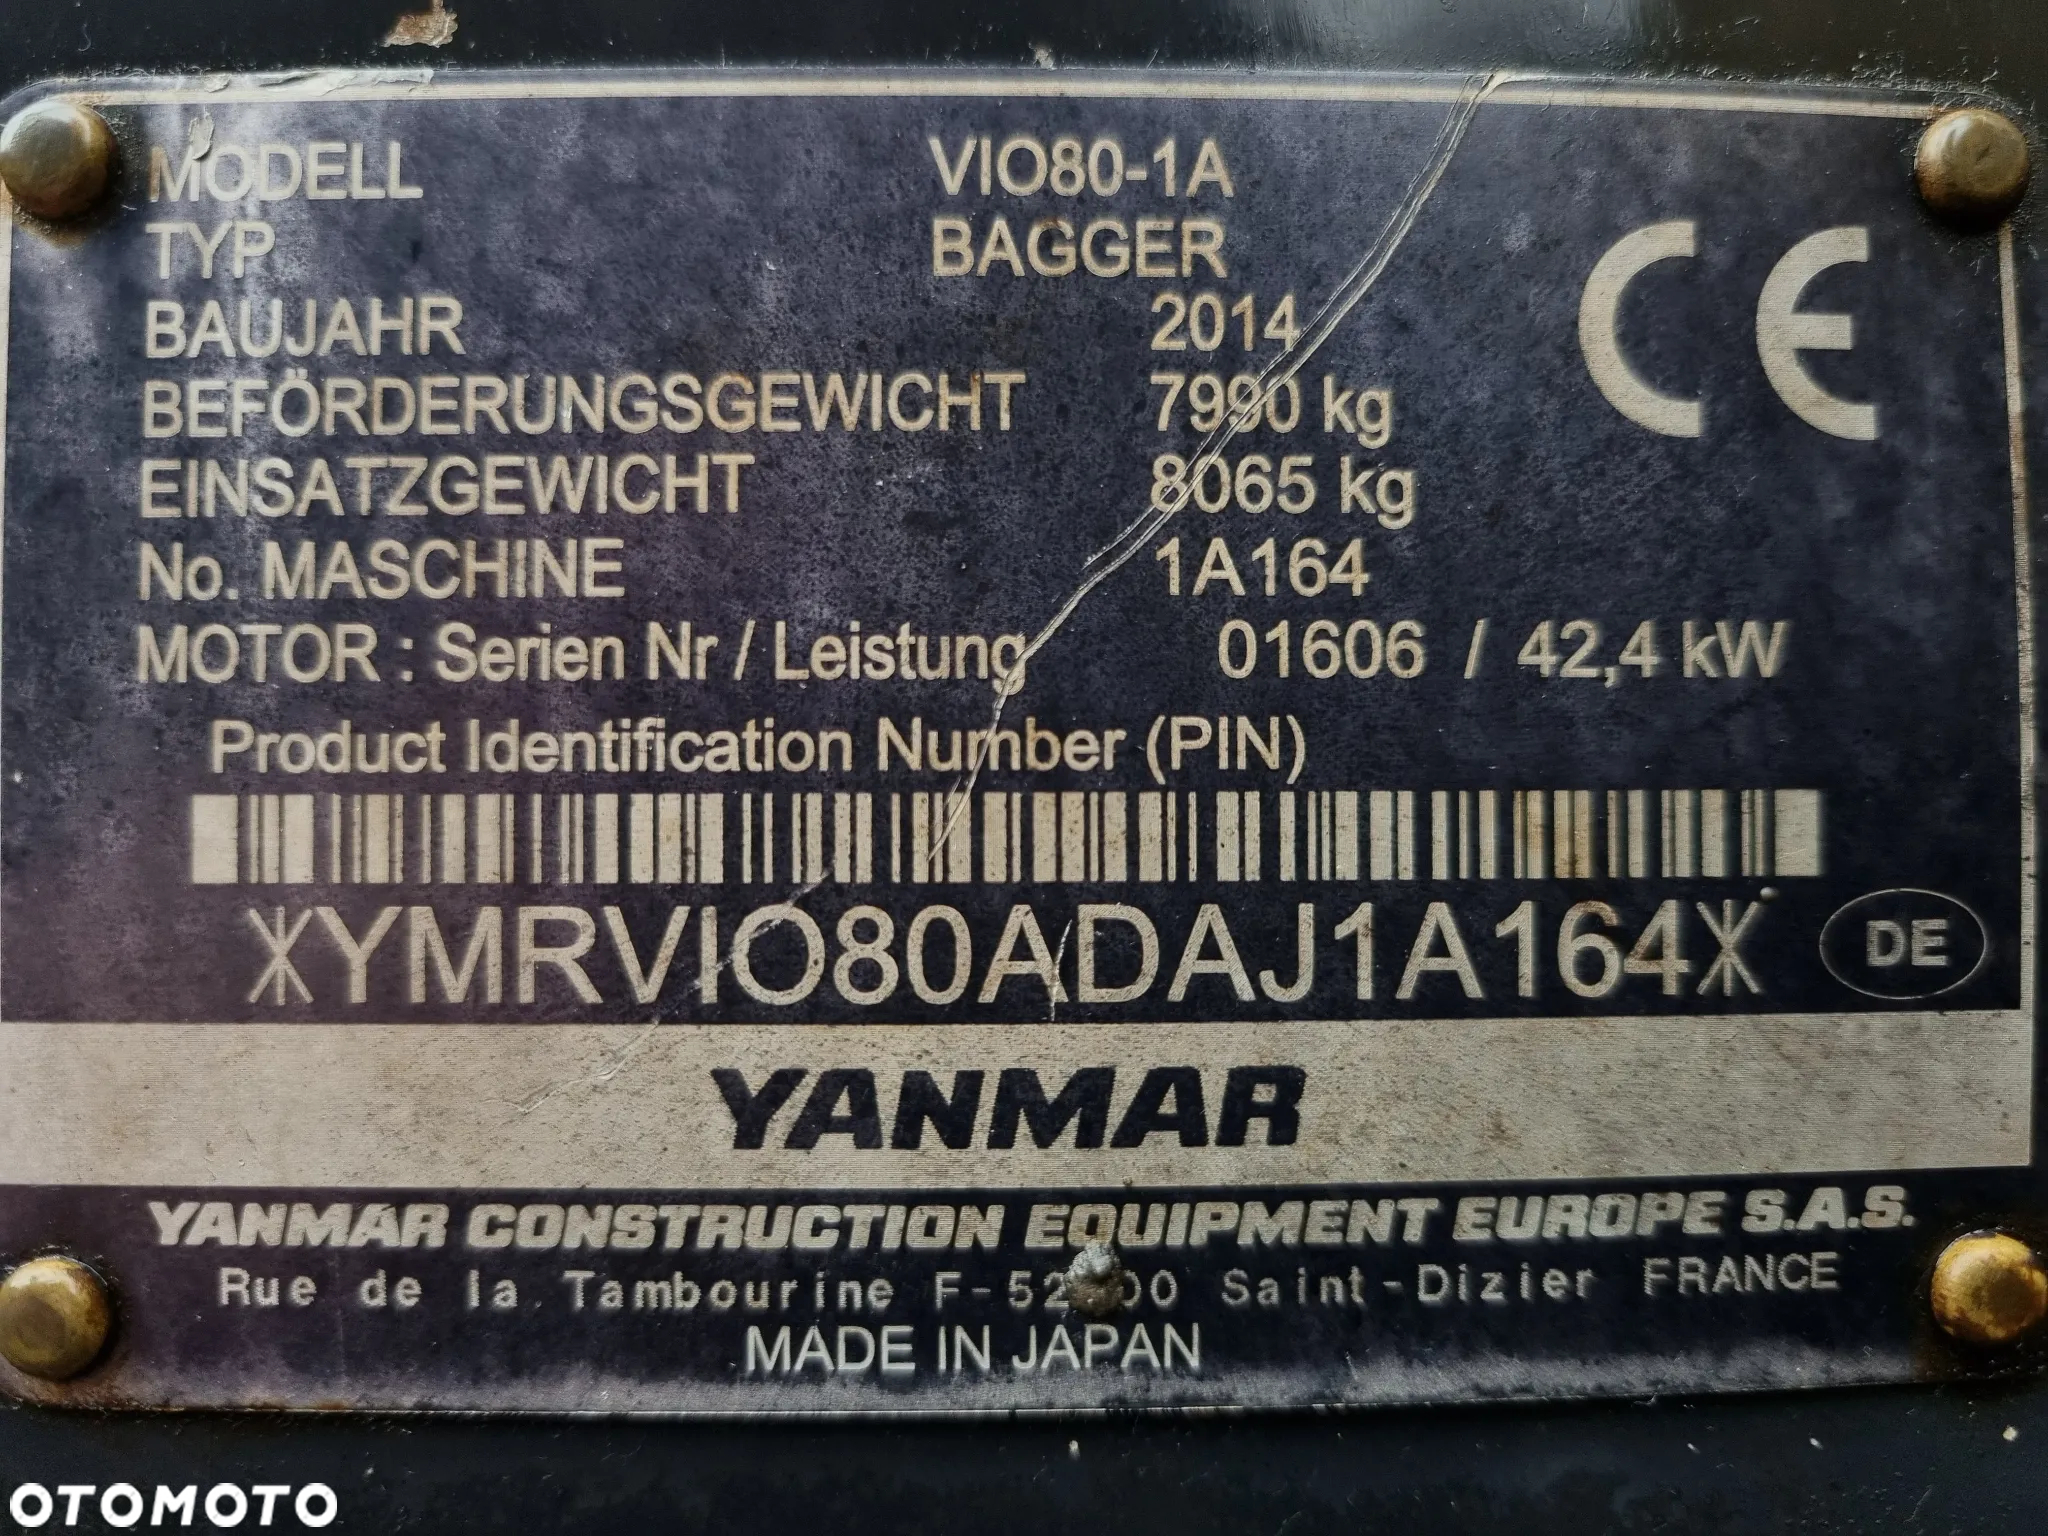 MODELL VIO80-1A
TYP BAGGER
BAUJAHR 2014
BEFÖRDERUNGSGEWICHT 7990 kg
EINSATZGEWICHT 8065 kg
No. MASCHINE 1A164
MOTOR : Serien Nr / Leistung 01606 / 42,4 kW
CE
Product Identification Number (PIN)
*YMRVIO80ADAJ1A164*
DE
YANMAR
YANMAR CONSTRUCTION EQUIPMENT EUROPE S.A.S.
Rue de la Tambourine Saint-Dizier FRANCE
MADE IN JAPAN
OTOMOTO